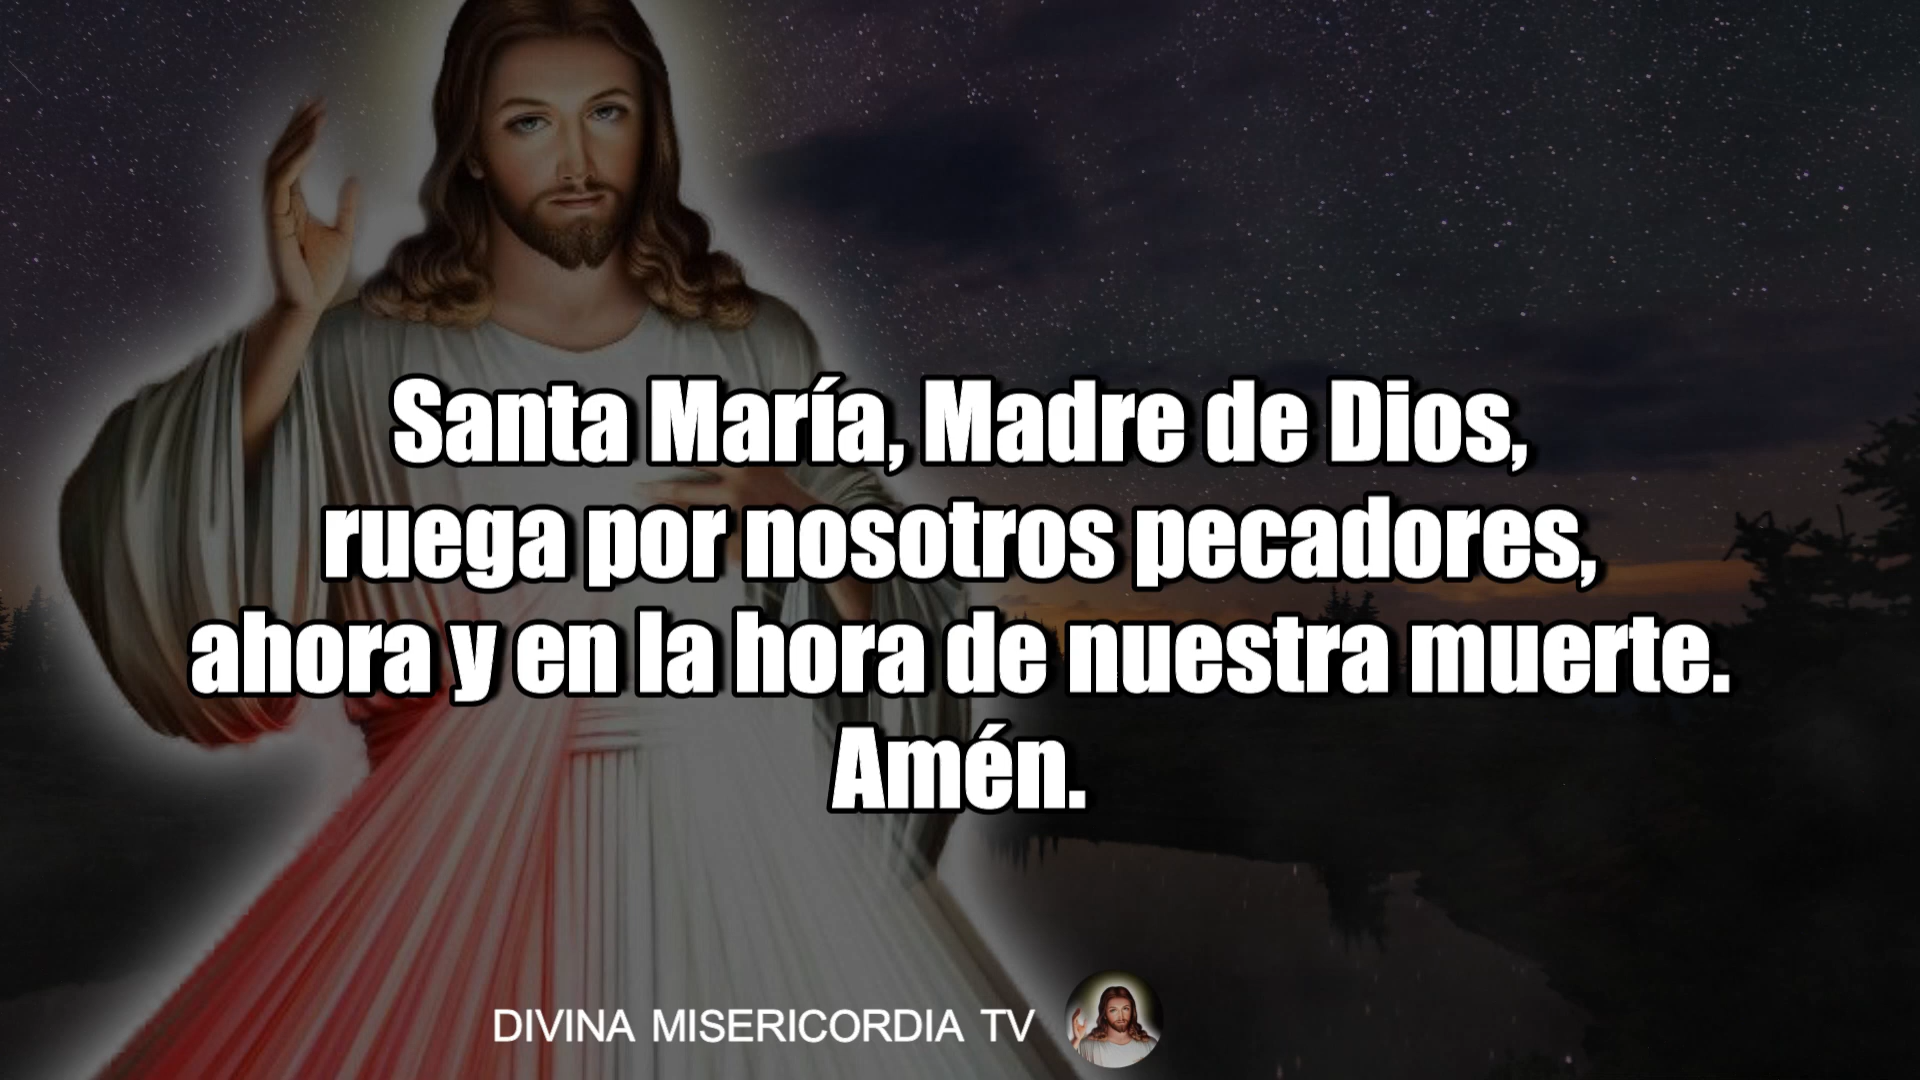 Santa María, Madre de Dios,
ruega por nosotros pecadores,
ahora y en la hora de nuestra muerte.
Amén.
DIVINA MISERICORDIA TV